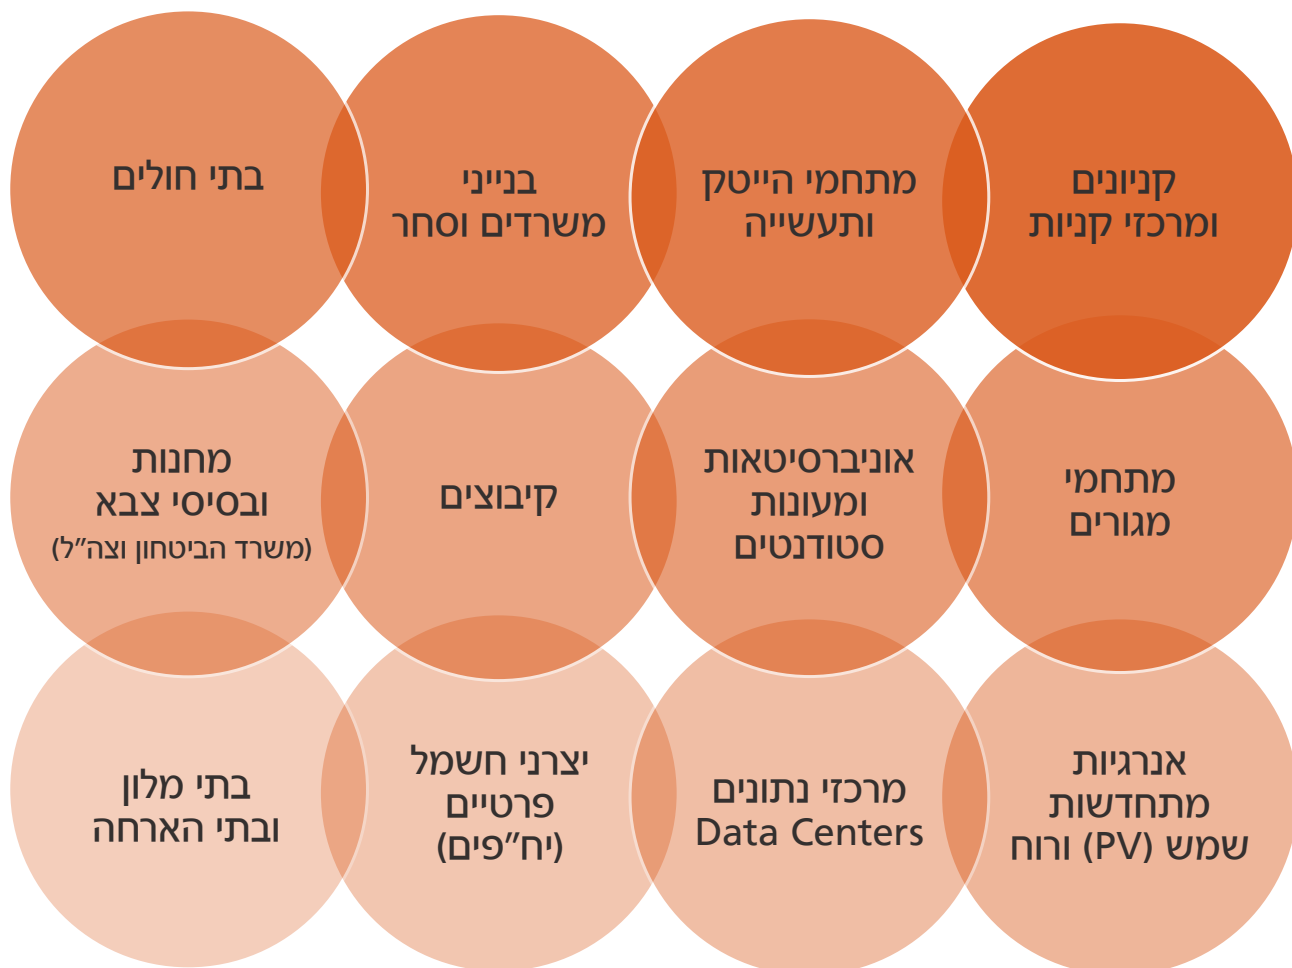 קניונים
ומרכזי קניות
מתחמי הייטק
ותעשייה
בנייני
משרדים וסחר
בתי חולים
מתחמי
מגורים
אוניברסיטאות
ומעונות
סטודנטים
קיבוצים
מחנות
ובסיסי צבא
(משרד הביטחון וצה״ל)
אנרגיות
מתחדשות
שמש (PV) ורוח
מרכזי נתונים
Data Centers
יצרני חשמל
פרטיים
(יח״פים)
בתי מלון
ובתי הארחה